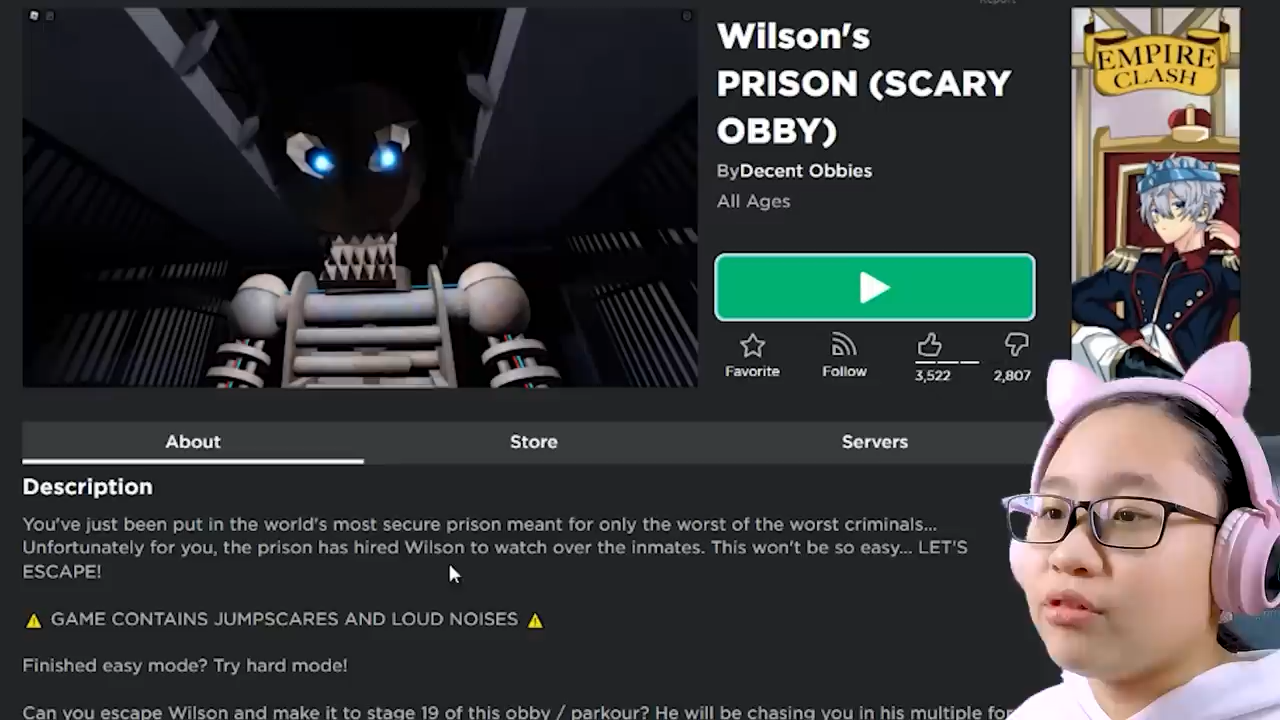 Report
Wilson's
PRISON (SCARY
OBBY)
ByDecent Obbies
All Ages
Favorite
Follow
3,522
2,807
EMPIRE
CLASH
About
Store
Servers
Description
You've just been put in the world's most secure prison meant for only the worst of the worst criminals...
Unfortunately for you, the prison has hired Wilson to watch over the inmates. This won't be so easy... LET'S
ESCAPE!
⚠ GAME CONTAINS JUMPSCARES AND LOUD NOISES ⚠
Finished easy mode? Try hard mode!
Can you escape Wilson and make it to stage 19 of this obby / parkour? He will be chasing you in his multiple for